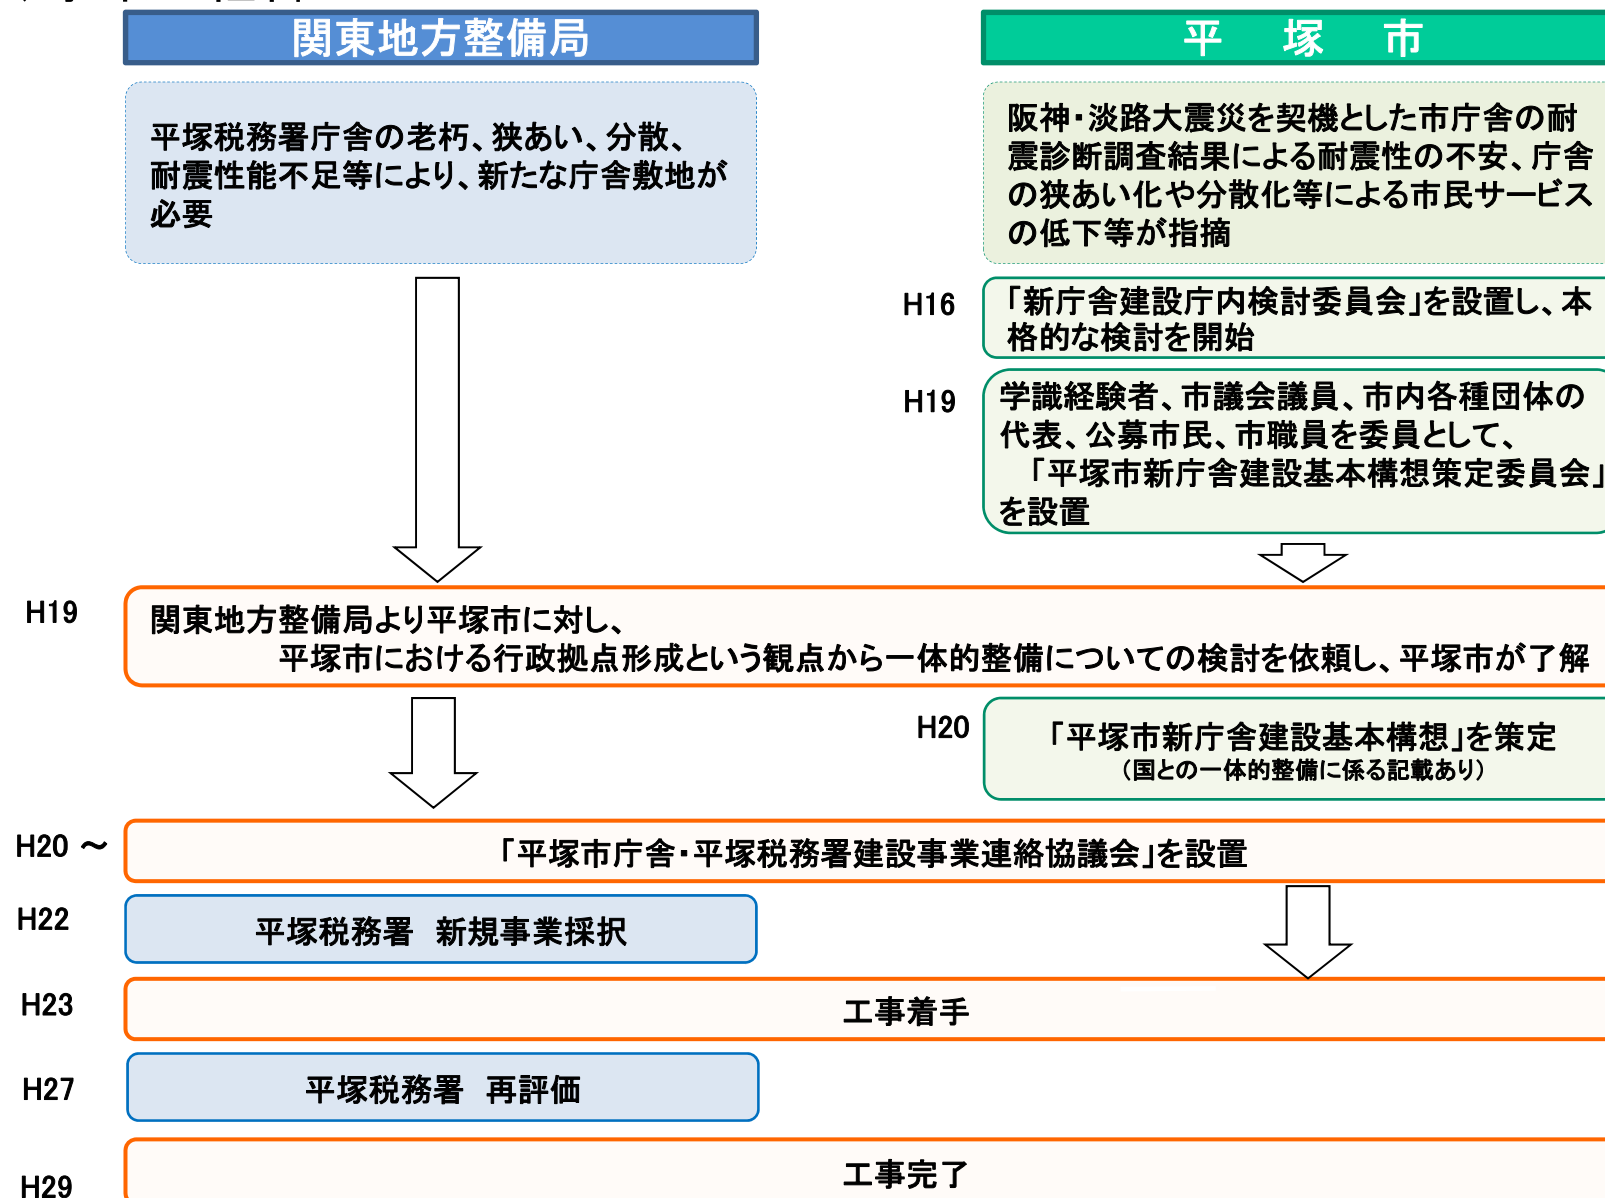 関東地方整備局
平塚市
平塚税務署庁舎の老朽、狭あい、分散、
耐震性能不足等により、新たな庁舎敷地が
必要
阪神・淡路大震災を契機とした市庁舎の耐
震診断調査結果による耐震性の不安、庁舎
の狭あい化や分散化等による市民サービス
の低下等が指摘
H16
「新庁舎建設庁内検討委員会」を設置し、本
格的な検討を開始
H19
学識経験者、市議会議員、市内各種団体の
代表、公募市民、市職員を委員として、
「平塚市新庁舎建設基本構想策定委員会」
を設置
H19
関東地方整備局より平塚市に対し、
平塚市における行政拠点形成という観点から一体的整備についての検討を依頼し、平塚市が了解
H20
「平塚市新庁舎建設基本構想」を策定
（国との一体的整備に係る記載あり）
H20 ～
「平塚市庁舎・平塚税務署建設事業連絡協議会」を設置
H22
平塚税務署　新規事業採択
H23
工事着手
H27
平塚税務署　再評価
H29
工事完了